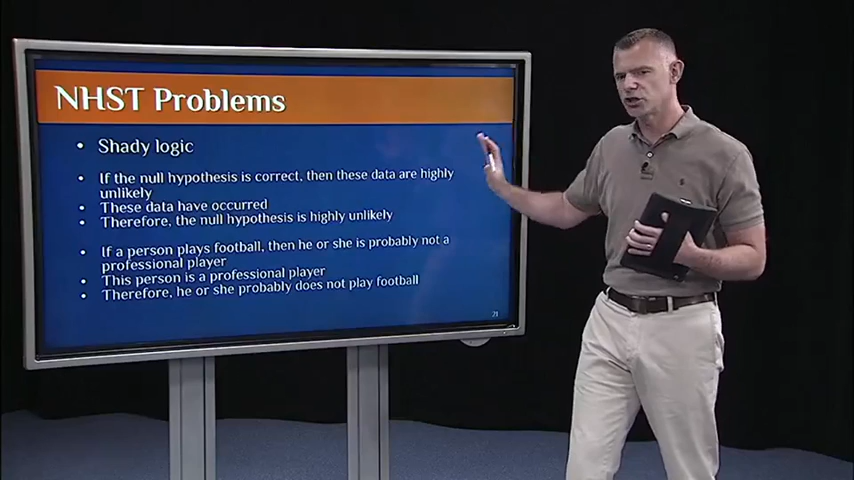 NHST Problems
• Shady logic
• If the null hypothesis is correct, then these data are highly
unlikely
• These data have occurred
• Therefore, the null hypothesis is highly unlikely
• If a person plays football, then he or she is probably not a
professional player
• This person is a professional player
• Therefore, he or she probably does not play football
21